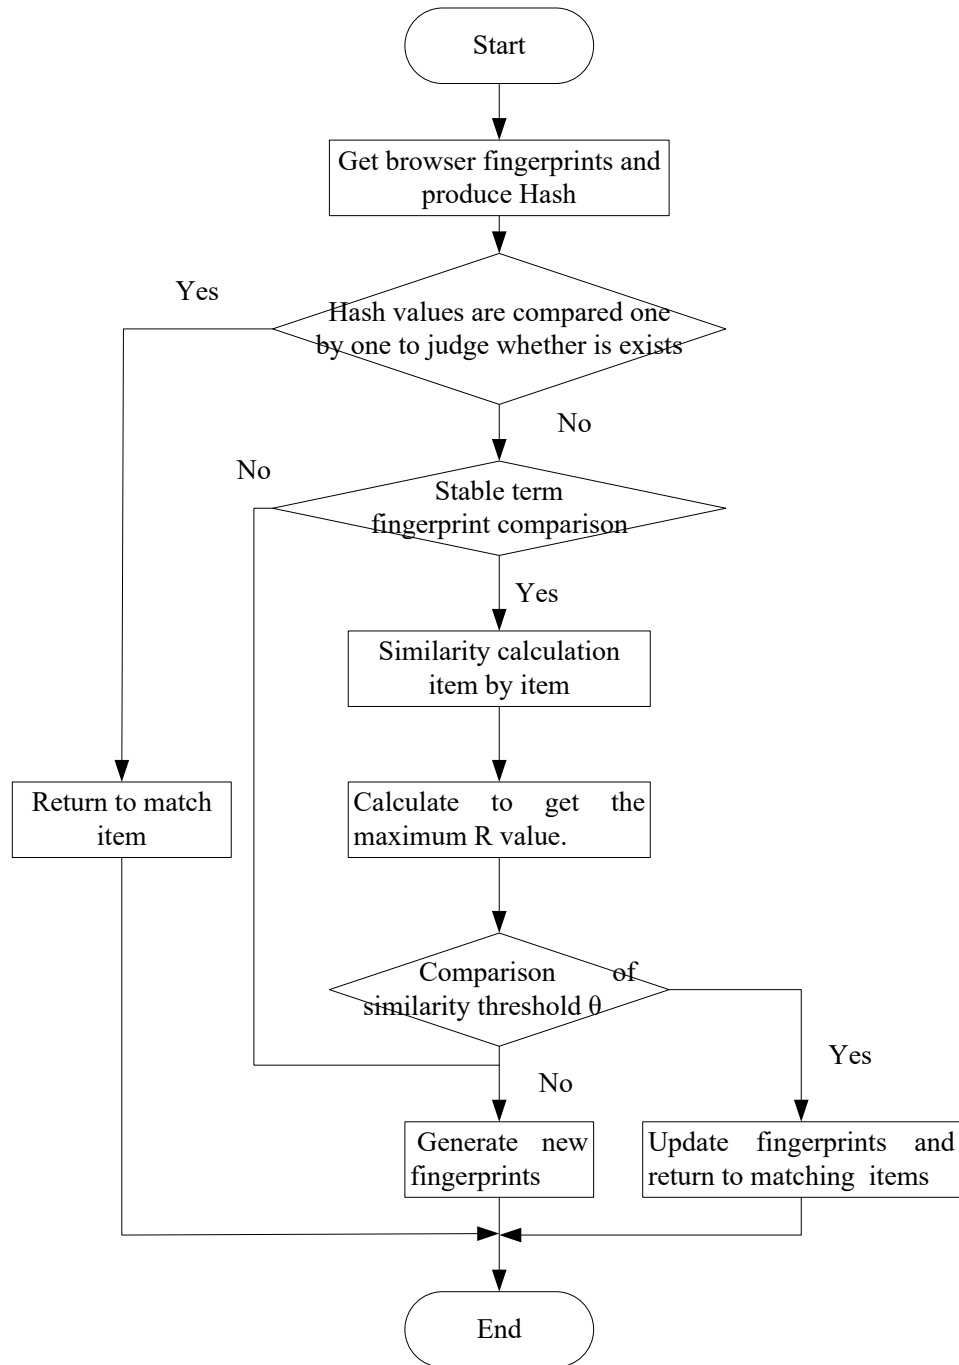 Start
Get browser fingerprints and
produce Hash
Yes
Hash values are compared one
by one to judge whether is exists
No
No
Stable term
fingerprint comparison
Yes
Similarity calculation
item by item
Return to match
item
Calculate to get the
maximum R value.
Comparison of
similarity threshold θ
Yes
No
Generate new
fingerprints
Update fingerprints and
return to matching items
End